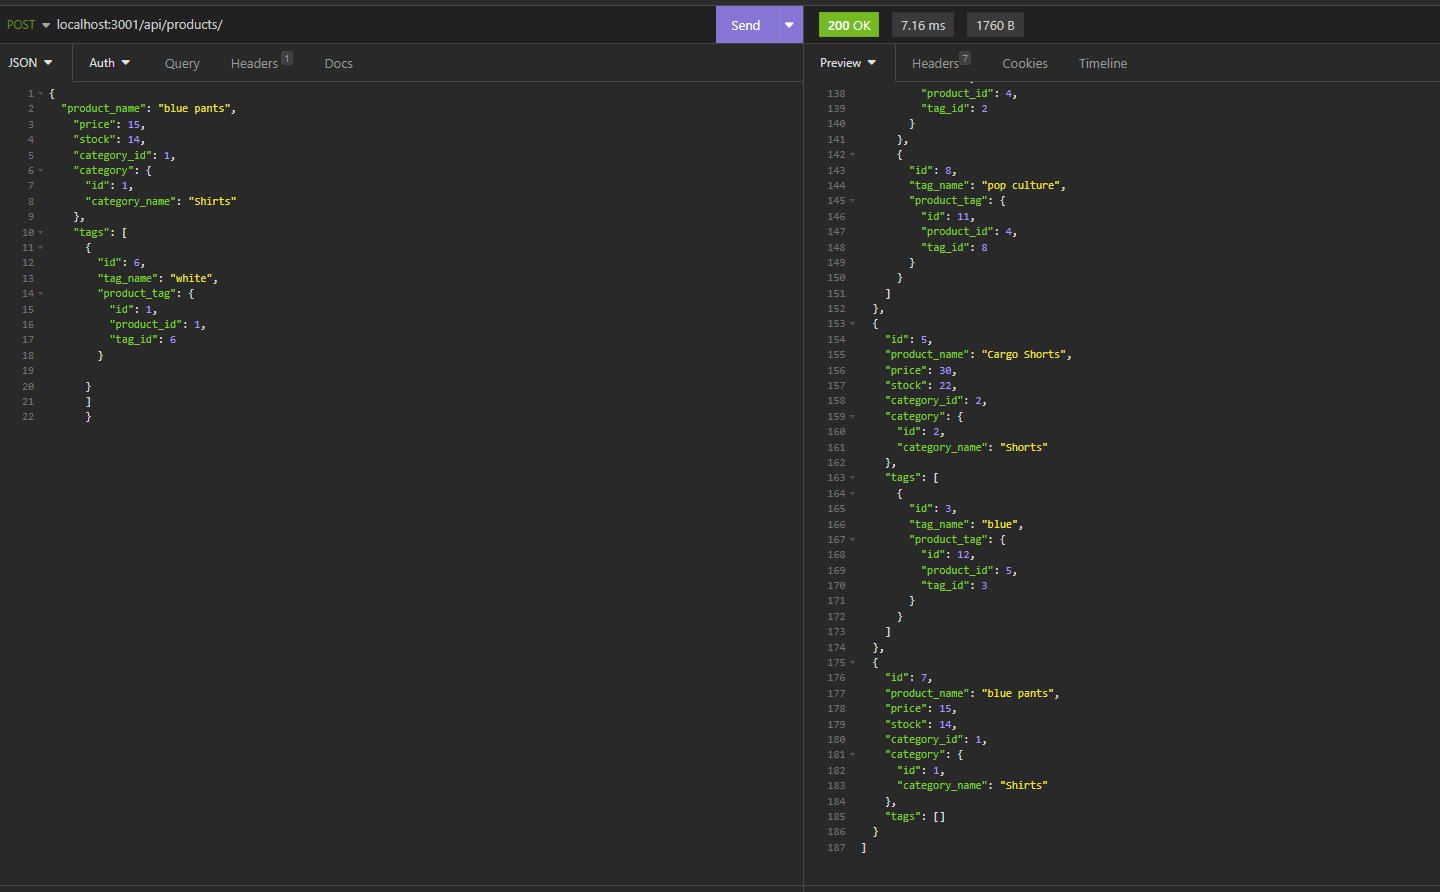 POST localhost:3001/api/products/ Send 200 OK 7.16 ms 1760 B
JSON Auth Query Headers 1 Docs
Preview Headers 7 Cookies Timeline
1 {
2 "product_name": "blue pants",
3 "price": 15,
4 "stock": 14,
5 "category_id": 1,
6 "category": {
7 "id": 1,
8 "category_name": "Shirts"
9 },
10 "tags": [
11 {
12 "id": 6,
13 "tag_name": "white",
14 "product_tag": {
15 "id": 1,
16 "product_id": 1,
17 "tag_id": 6
18 }
19
20 }
21 ]
22 }
138 "product_id": 4,
139 "tag_id": 2
140 }
141 },
142 {
143 "id": 8,
144 "tag_name": "pop culture",
145 "product_tag": {
146 "id": 11,
147 "product_id": 4,
148 "tag_id": 8
149 }
150 }
151 ]
152 },
153 {
154 "id": 5,
155 "product_name": "Cargo Shorts",
156 "price": 30,
157 "stock": 22,
158 "category_id": 2,
159 "category": {
160 "id": 2,
161 "category_name": "Shorts"
162 },
163 "tags": [
164 {
165 "id": 3,
166 "tag_name": "blue",
167 "product_tag": {
168 "id": 12,
169 "product_id": 5,
170 "tag_id": 3
171 }
172 }
173 ]
174 },
175 {
176 "id": 7,
177 "product_name": "blue pants",
178 "price": 15,
179 "stock": 14,
180 "category_id": 1,
181 "category": {
182 "id": 1,
183 "category_name": "Shirts"
184 },
185 "tags": []
186 }
187 ]